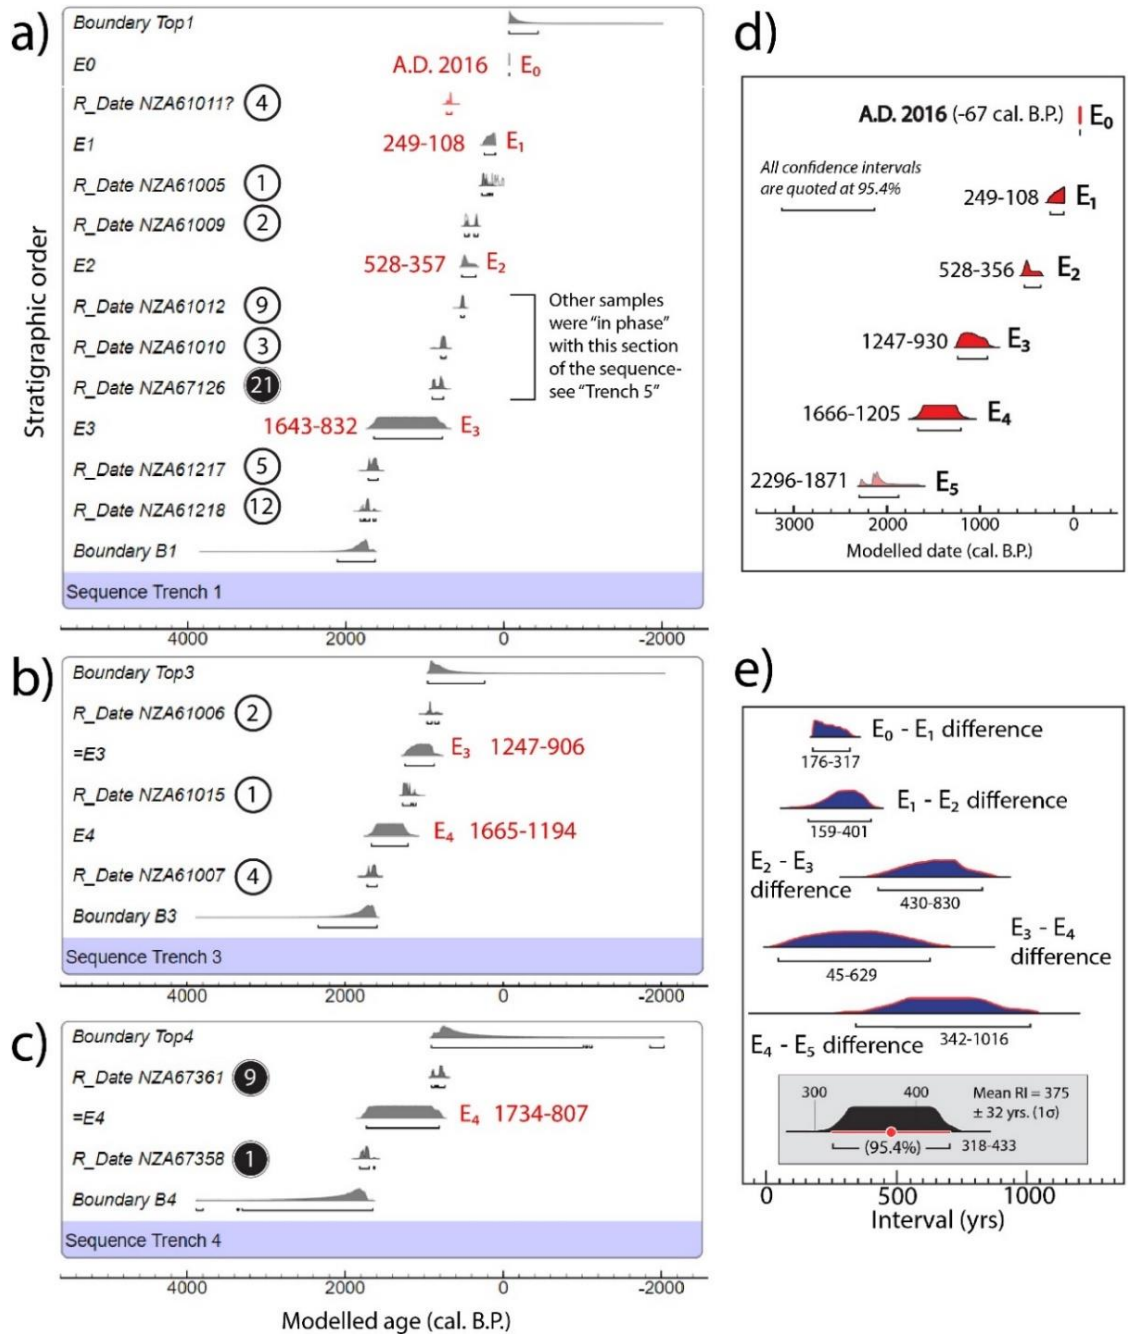 a)
Stratigraphic order
Boundary Top1
E0 A.D. 2016 E0
R_Date NZA61011? 4
E1 249-108 E1
R_Date NZA61005 1
R_Date NZA61009 2
E2 528-357 E2
R_Date NZA61012 9
R_Date NZA61010 3
R_Date NZA67126 21
Other samples
were "in phase"
with this section
of the sequence-
see "Trench 5"
E3 1643-832 E3
R_Date NZA61217 5
R_Date NZA61218 12
Boundary B1
Sequence Trench 1
4000 2000 0 -2000
b)
Boundary Top3
R_Date NZA61006 2
=E3 E3 1247-906
R_Date NZA61015 1
E4 E4 1665-1194
R_Date NZA61007 4
Boundary B3
Sequence Trench 3
4000 2000 0 -2000
c)
Boundary Top4
R_Date NZA67361 9
=E4 E4 1734-807
R_Date NZA67358 1
Boundary B4
Sequence Trench 4
4000 2000 0 -2000
Modelled age (cal. B.P.)
d)
A.D. 2016 (-67 cal. B.P.) E0
All confidence intervals
are quoted at 95.4%
249-108 E1
528-356 E2
1247-930 E3
1666-1205 E4
2296-1871 E5
3000 2000 1000 0
Modelled date (cal. B.P.)
e)
E0 - E1 difference
176-317
E1 - E2 difference
159-401
E2 - E3
difference
430-830
E3 - E4
difference
45-629
E4 - E5 difference
342-1016
300 400
Mean RI = 375
± 32 yrs. (1σ)
(95.4%) 318-433
0 500 1000
Interval (yrs)